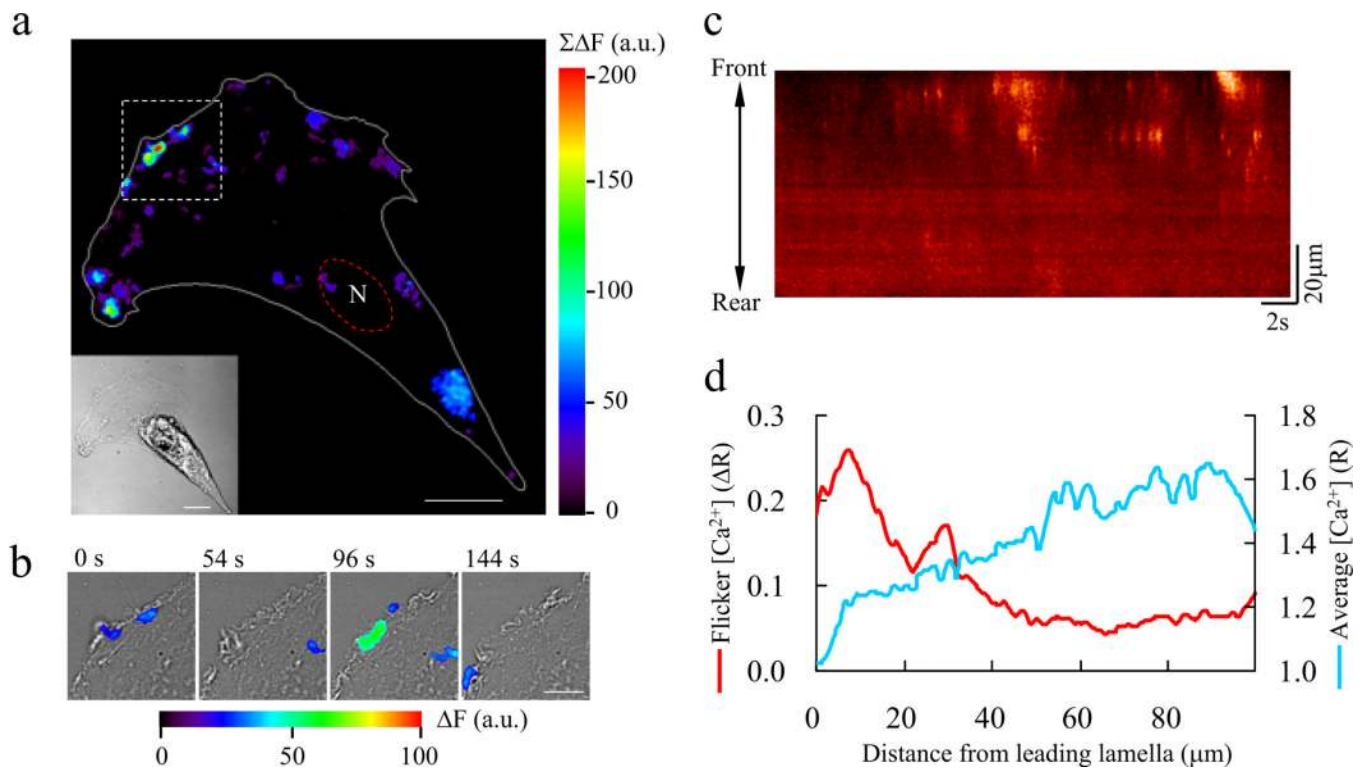 a
ΣΔF (a.u.)
200
150
100
50
0
N
b
0 s
54 s
96 s
144 s
ΔF (a.u.)
0
50
100
c
Front
Rear
20μm
2s
d
0.3
0.2
0.1
0.0
Flicker [Ca²⁺] (ΔR)
1.8
1.6
1.4
1.2
1.0
Average [Ca²⁺] (R)
0
20
40
60
80
Distance from leading lamella (μm)